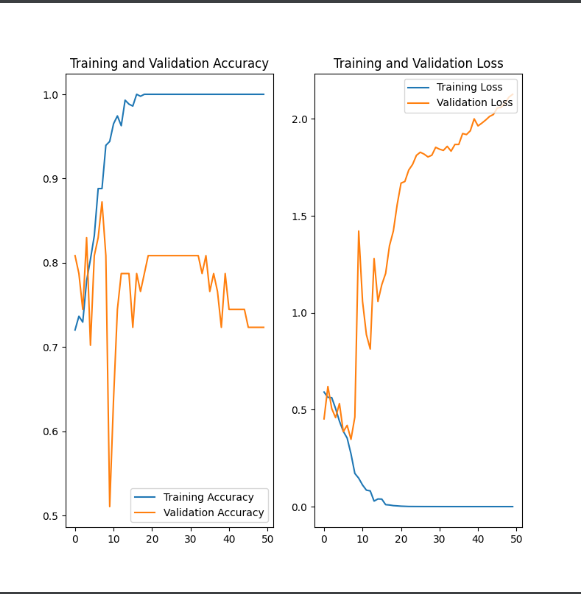 Training and Validation Accuracy
1.0
0.9
0.8
0.7
0.6
0.5
Training Accuracy
Validation Accuracy
0 10 20 30 40 50
Training and Validation Loss
Training Loss
Validation Loss
2.0
1.5
1.0
0.5
0.0
0 10 20 30 40 50